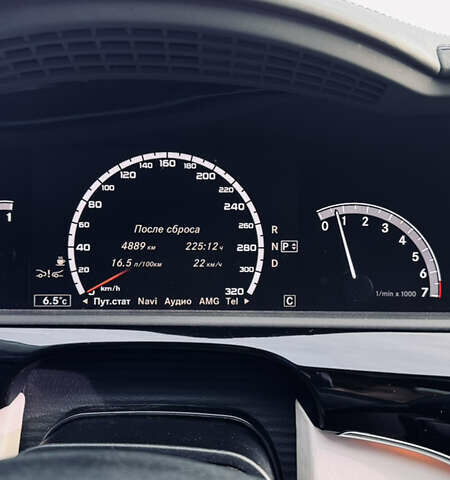 После сброса
4889 км 225:12 ч
16.5 л/100км 22 км/ч
0 20 40 60 80 100 120 140 160 180 200 220 240 260 280 300 320
km/h
6.5°C
◄ Пут.стат Navi Аудио AMG Tel ►
C
R
N P
D
0 1 2 3 4 5 6 7
1/min x 1000
1